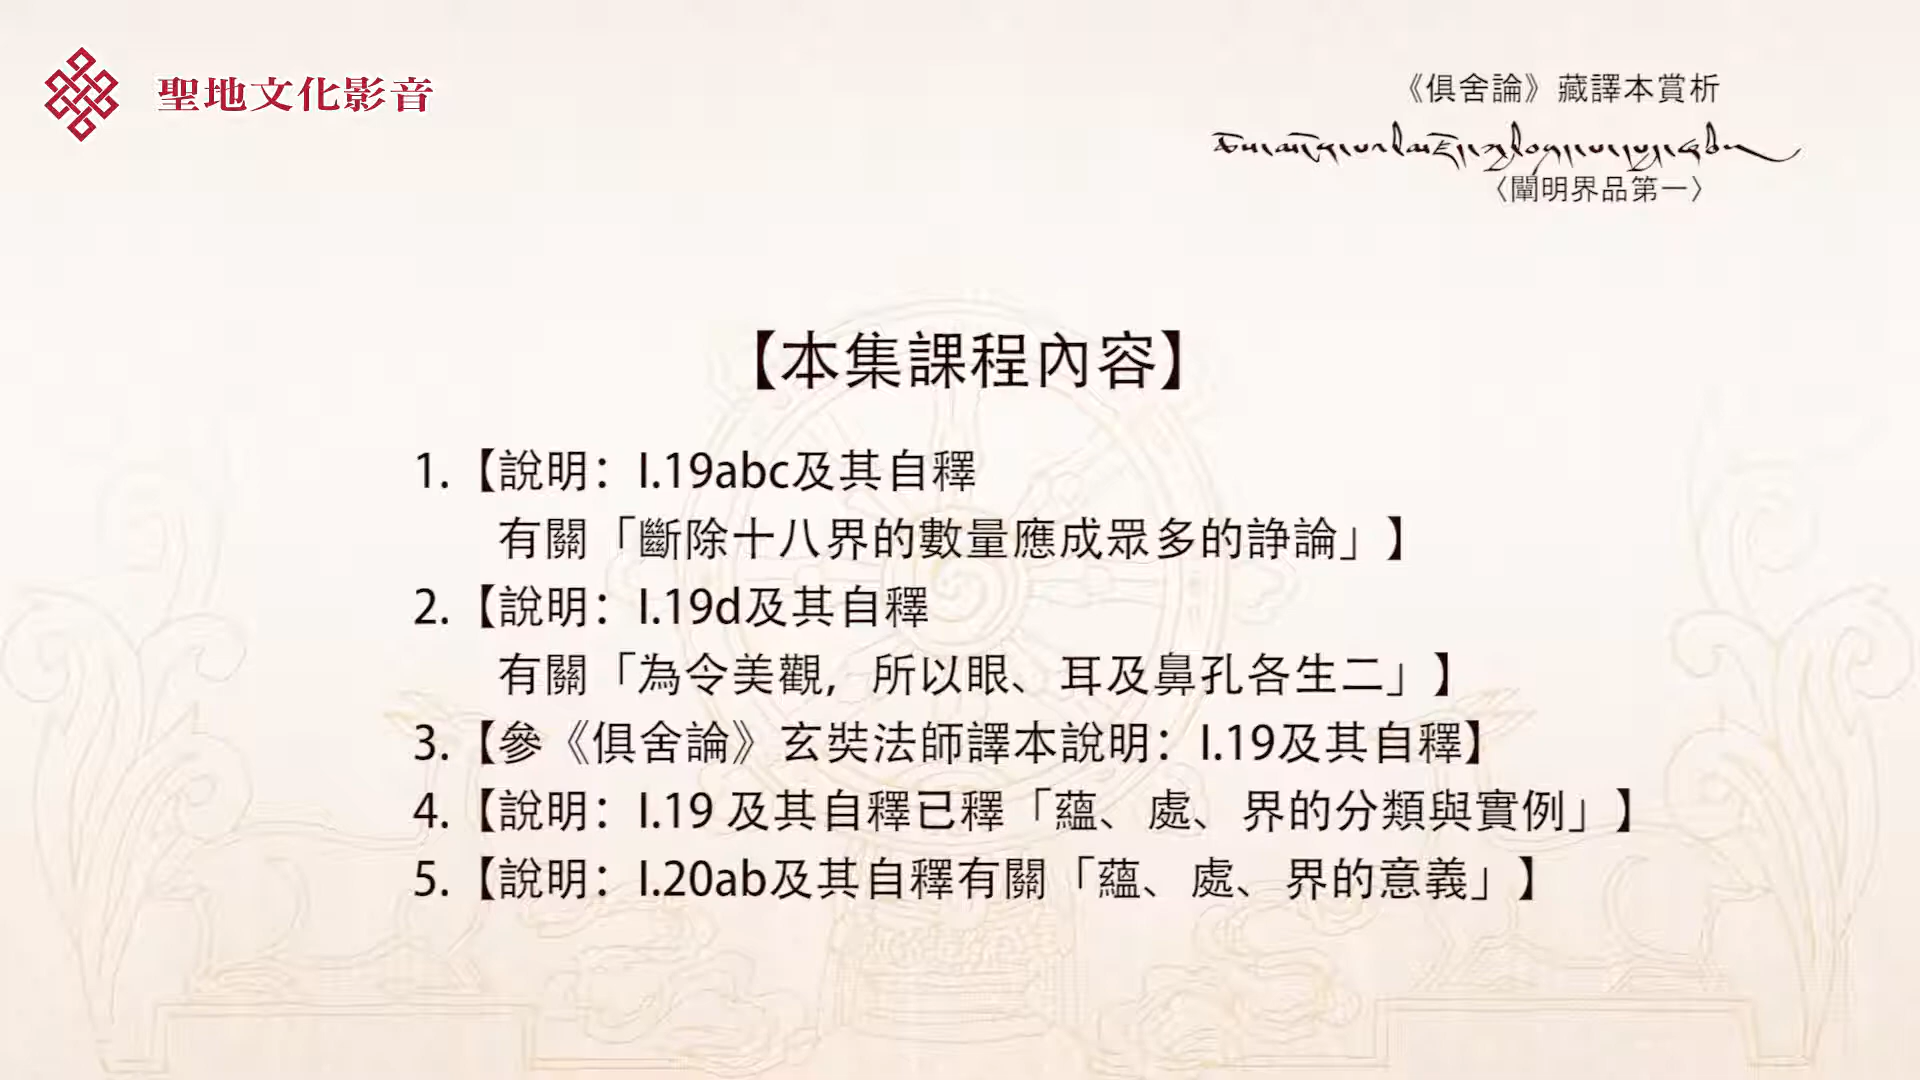 聖地文化影音
《俱舍論》藏譯本賞析
〈闡明界品第一〉
【本集課程內容】
1.【說明：I.19abc及其自釋
有關「斷除十八界的數量應成眾多的諍論」】
2.【說明：I.19d及其自釋
有關「為令美觀，所以眼、耳及鼻孔各生二」】
3.【參《俱舍論》玄奘法師譯本說明：I.19及其自釋】
4.【說明：I.19 及其自釋已釋「蘊、處、界的分類與實例」】
5.【說明：I.20ab及其自釋有關「蘊、處、界的意義」】